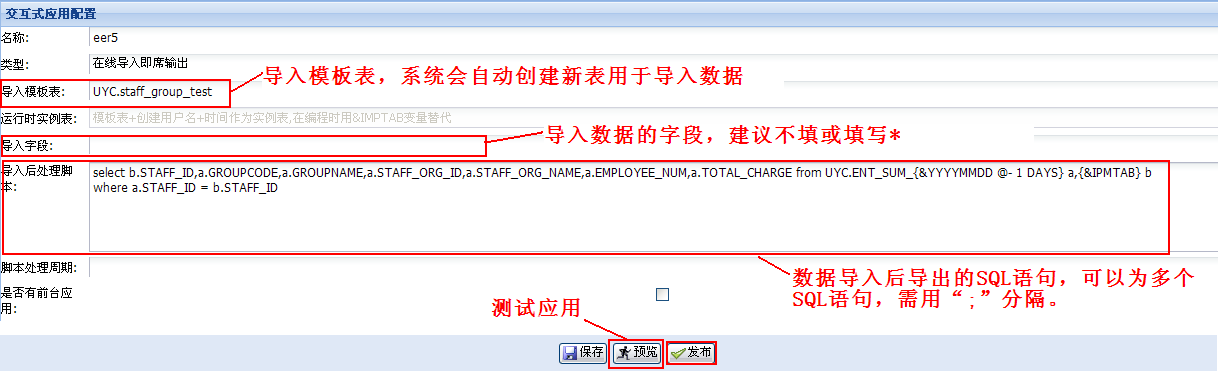 交互式应用配置
名称:
eer5
类型:
在线导入即席输出
导入模板表，系统会自动创建新表用于导入数据
导入模板表:
UYC.staff_group_test
运行时实例表:
模板表+创建用户名+时间作为实例表,在编程时用&IMPTAB变量替代
导入数据的字段，建议不填或填写*
导入字段:
导入后处理脚
本:
select b.STAFF_ID,a.GROUPCODE,a.GROUPNAME,a.STAFF_ORG_ID,a.STAFF_ORG_NAME,a.EMPLOYEE_NUM,a.TOTAL_CHARGE from UYC.ENT_SUM_{&YYYYMMDD @- 1 DAYS} a,{&IPMTAB} b
where a.STAFF_ID = b.STAFF_ID
脚本处理周期:
数据导入后导出的SQL语句，可以为多个
SQL语句，需用“;”分隔。
是否有前台应
用:
测试应用
保存
预览
发布